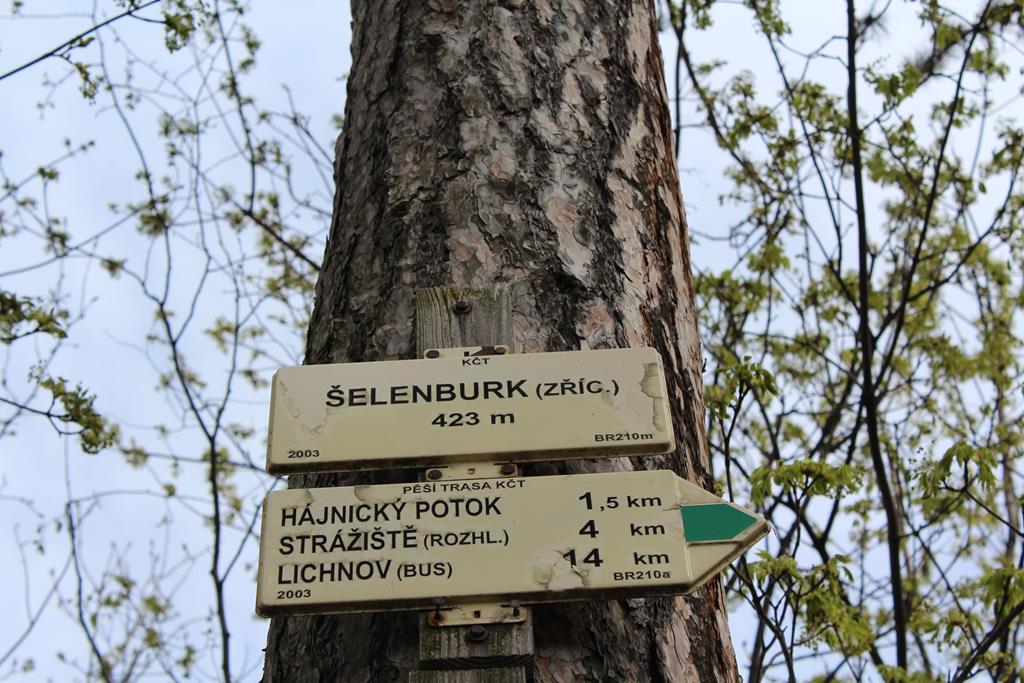 KČT
ŠELENBURK (ZŘÍC.)
423 m
2003 BR210m
PĚŠÍ TRASA KČT
HÁJNICKÝ POTOK 1,5 km
STRÁŽIŠTĚ (ROZHL.) 4 km
LICHNOV (BUS) 14 km
2003 BR210a